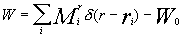 W = ∑_i M_i^r δ(r − r_i) − W_0